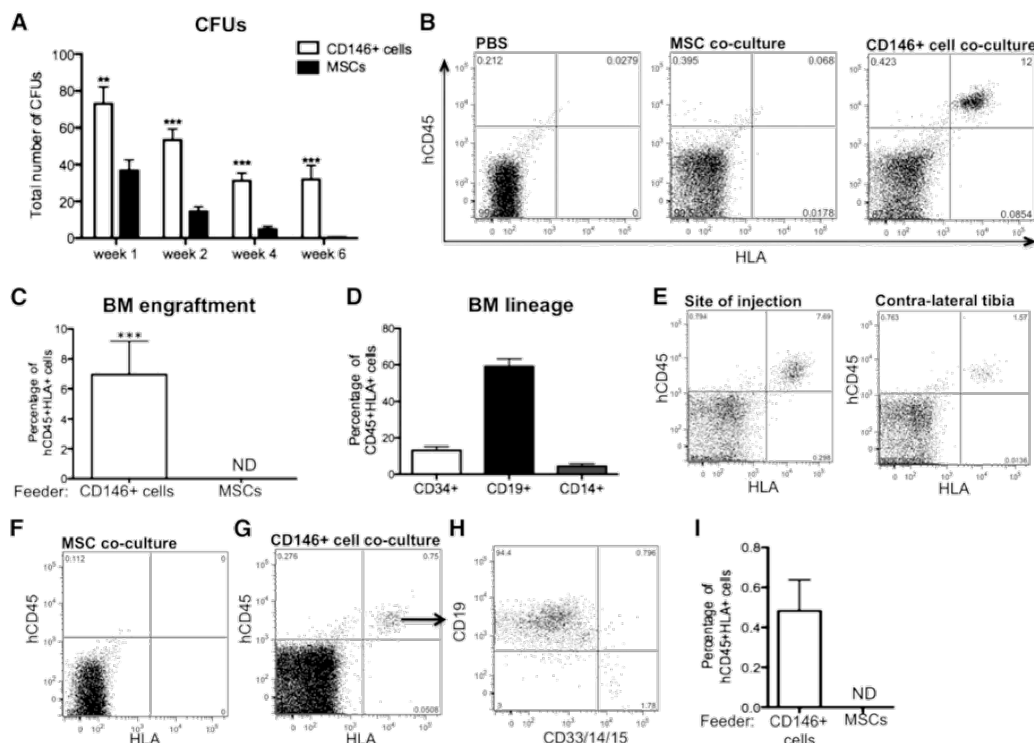 A
CFUs
Total number of CFUs
100
80
60
40
20
0
**
***
***
***
CD146+ cells
MSCs
week 1
week 2
week 4
week 6
B
PBS
MSC co-culture
CD146+ cell co-culture
0.212
0.0279
0
0.395
0.068
0.0178
0.423
12
0.0854
hCD45
HLA
C
BM engraftment
Percentage of
hCD45+HLA+ cells
10
8
6
4
2
0
***
ND
Feeder: CD146+ cells MSCs
D
BM lineage
Percentage of
CD45+HLA+ cells
80
60
40
20
0
CD34+
CD19+
CD14+
E
Site of injection
Contra-lateral tibia
0.794
7.69
0.298
0.763
1.57
0.0136
hCD45
HLA
hCD45
HLA
F
MSC co-culture
0.112
0
0
hCD45
HLA
G
CD146+ cell co-culture
0.276
0.75
0.0508
hCD45
HLA
H
94.4
0.796
3
1.78
CD19
CD33/14/15
I
Percentage of
hCD45+HLA+ cells
0.8
0.6
0.4
0.2
0.0
ND
Feeder: CD146+ MSCs
cells